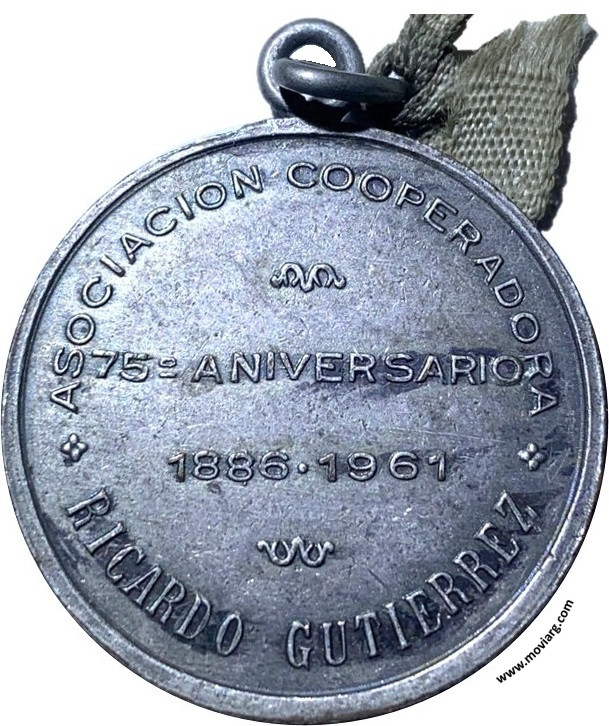 ASOCIACION COOPERADORA
75º ANIVERSARIO
1886·1961
RICARDO GUTIERREZ
www.moviarg.com